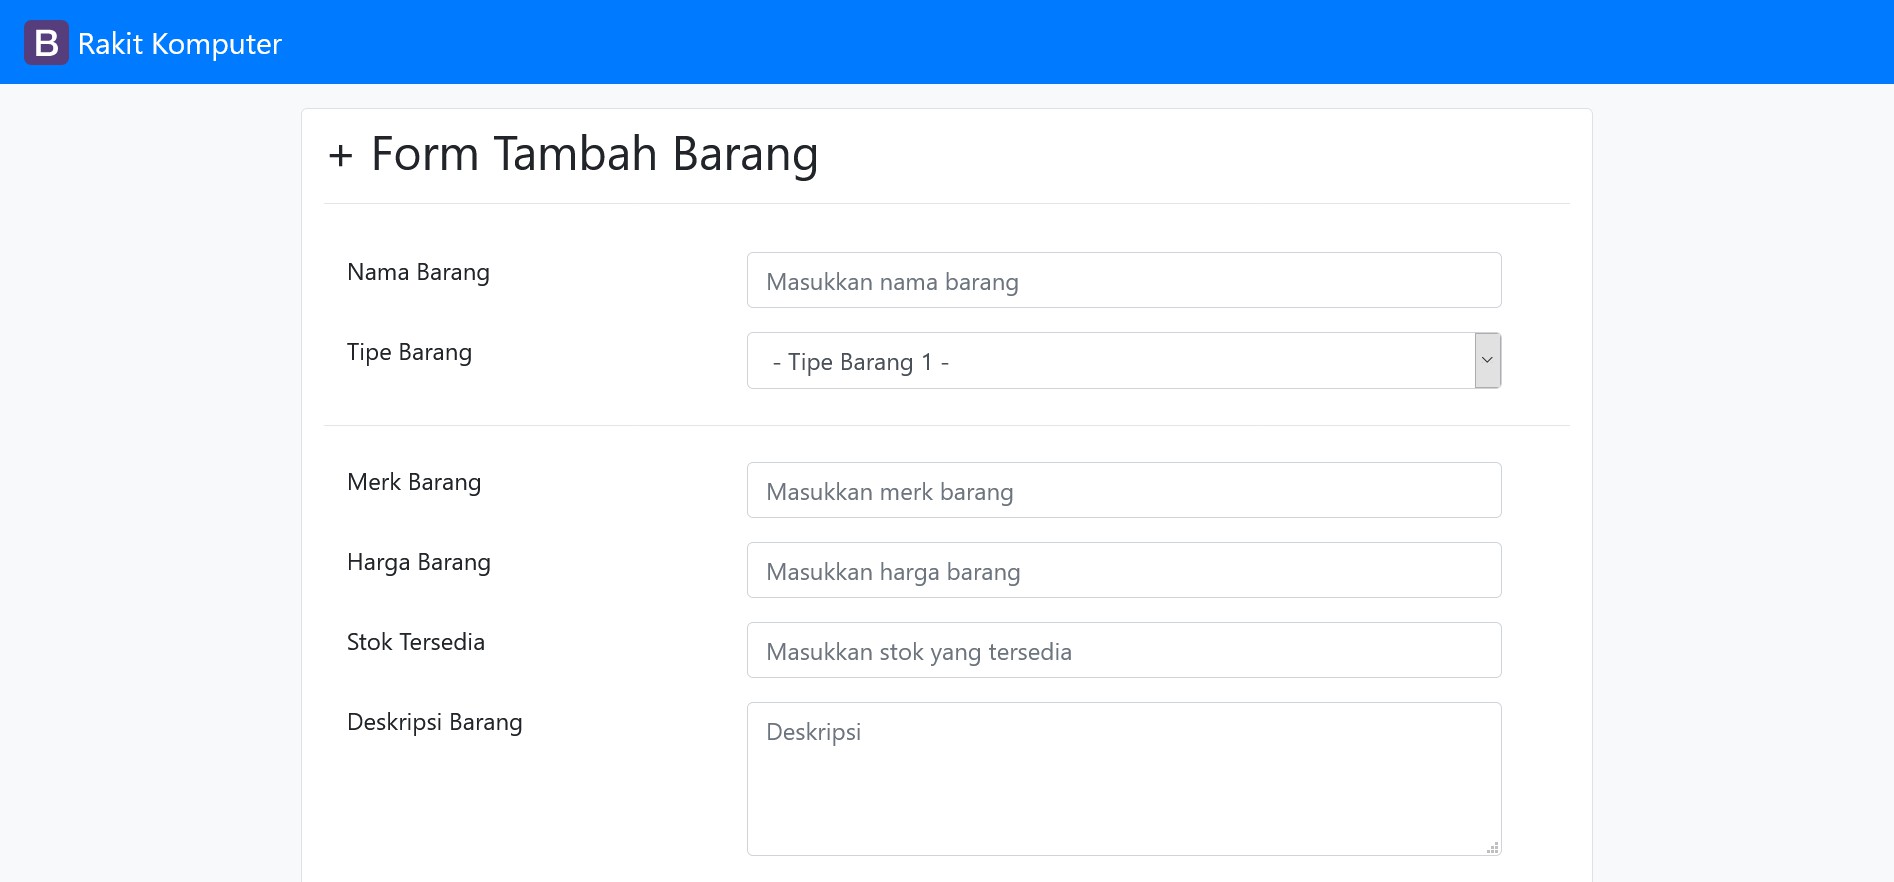 B Rakit Komputer
+ Form Tambah Barang
Nama Barang
Masukkan nama barang
Tipe Barang
- Tipe Barang 1 -
Merk Barang
Masukkan merk barang
Harga Barang
Masukkan harga barang
Stok Tersedia
Masukkan stok yang tersedia
Deskripsi Barang
Deskripsi